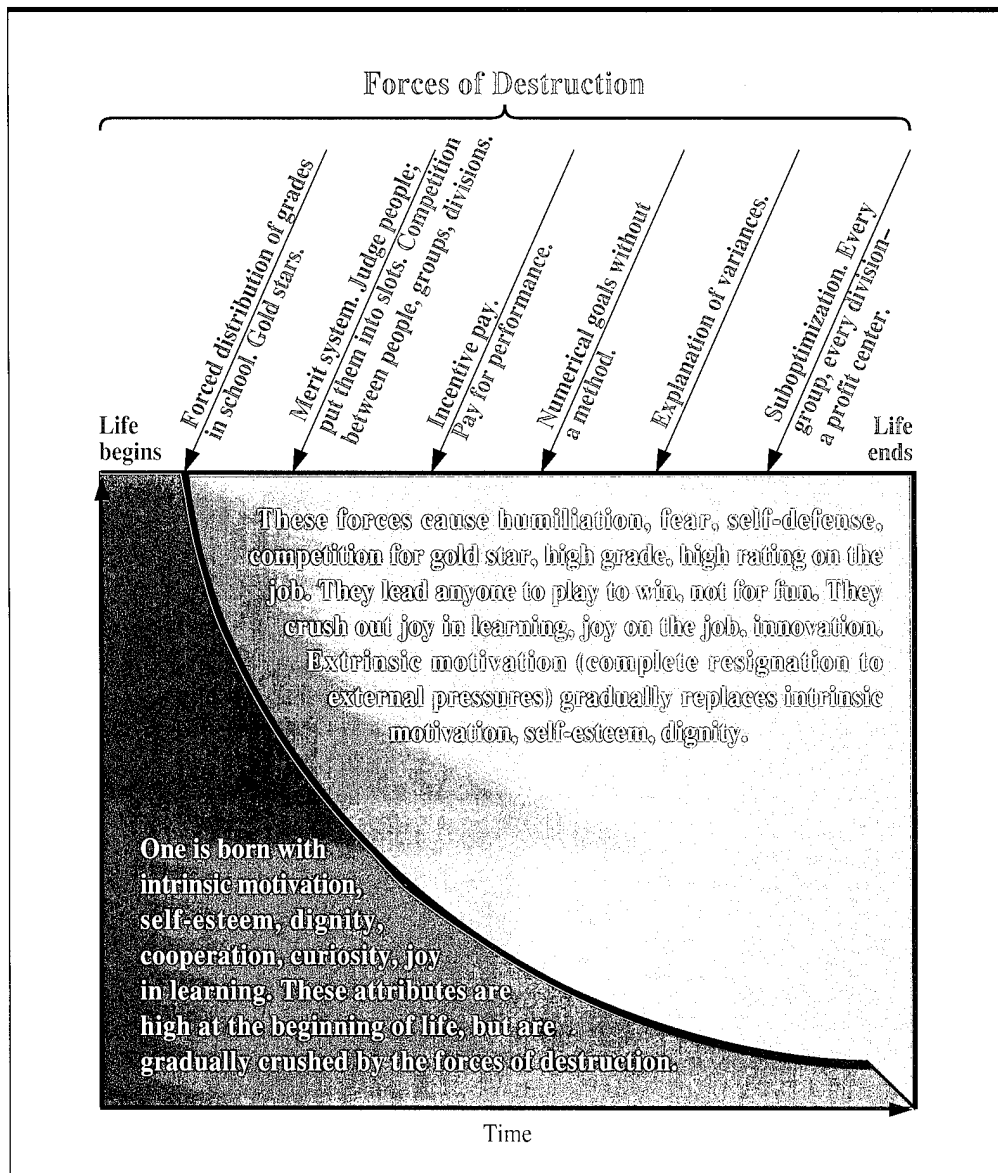 Forces of Destruction
Forced distribution of grades
in school. Gold stars.
Merit system. Judge people;
put them into slots. Competition
between people, groups, divisions.
Incentive pay.
Pay for performance.
Numerical goals without
a method.
Explanation of variances.
Suboptimization. Every
group, every division–
a profit center.
Life
begins
Life
ends
These forces cause humiliation, fear, self-defense,
competition for gold star, high grade, high rating on the
job. They lead anyone to play to win, not for fun. They
crush out joy in learning, joy on the job, innovation.
Extrinsic motivation (complete resignation to
external pressures) gradually replaces intrinsic
motivation, self-esteem, dignity.
One is born with
intrinsic motivation,
self-esteem, dignity,
cooperation, curiosity, joy
in learning. These attributes are
high at the beginning of life, but are
gradually crushed by the forces of destruction.
Time